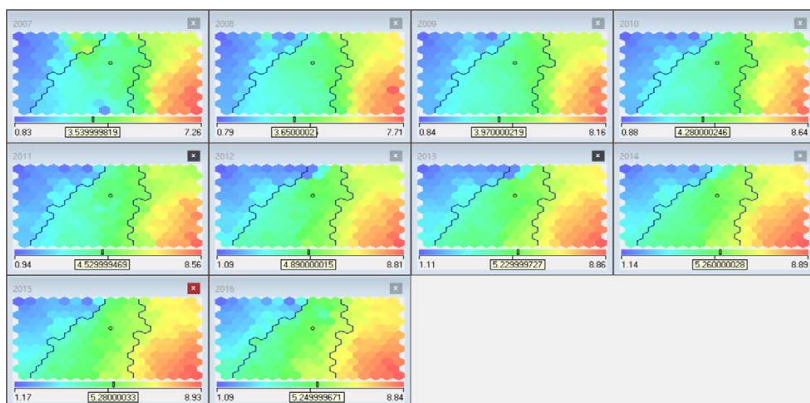 2007 x 2008 x 2009 x 2010 x
0.83 3.539999819 7.26 0.79 3.6500002 7.71 0.84 3.970000219 8.16 0.88 4.280000246 8.64
2011 x 2012 x 2013 x 2014 x
0.94 4.529999469 8.56 1.09 4.890000015 8.81 1.11 5.229999727 8.86 1.14 5.260000028 8.89
2015 x 2016 x
1.17 5.28000033 8.93 1.09 5.249999671 8.84